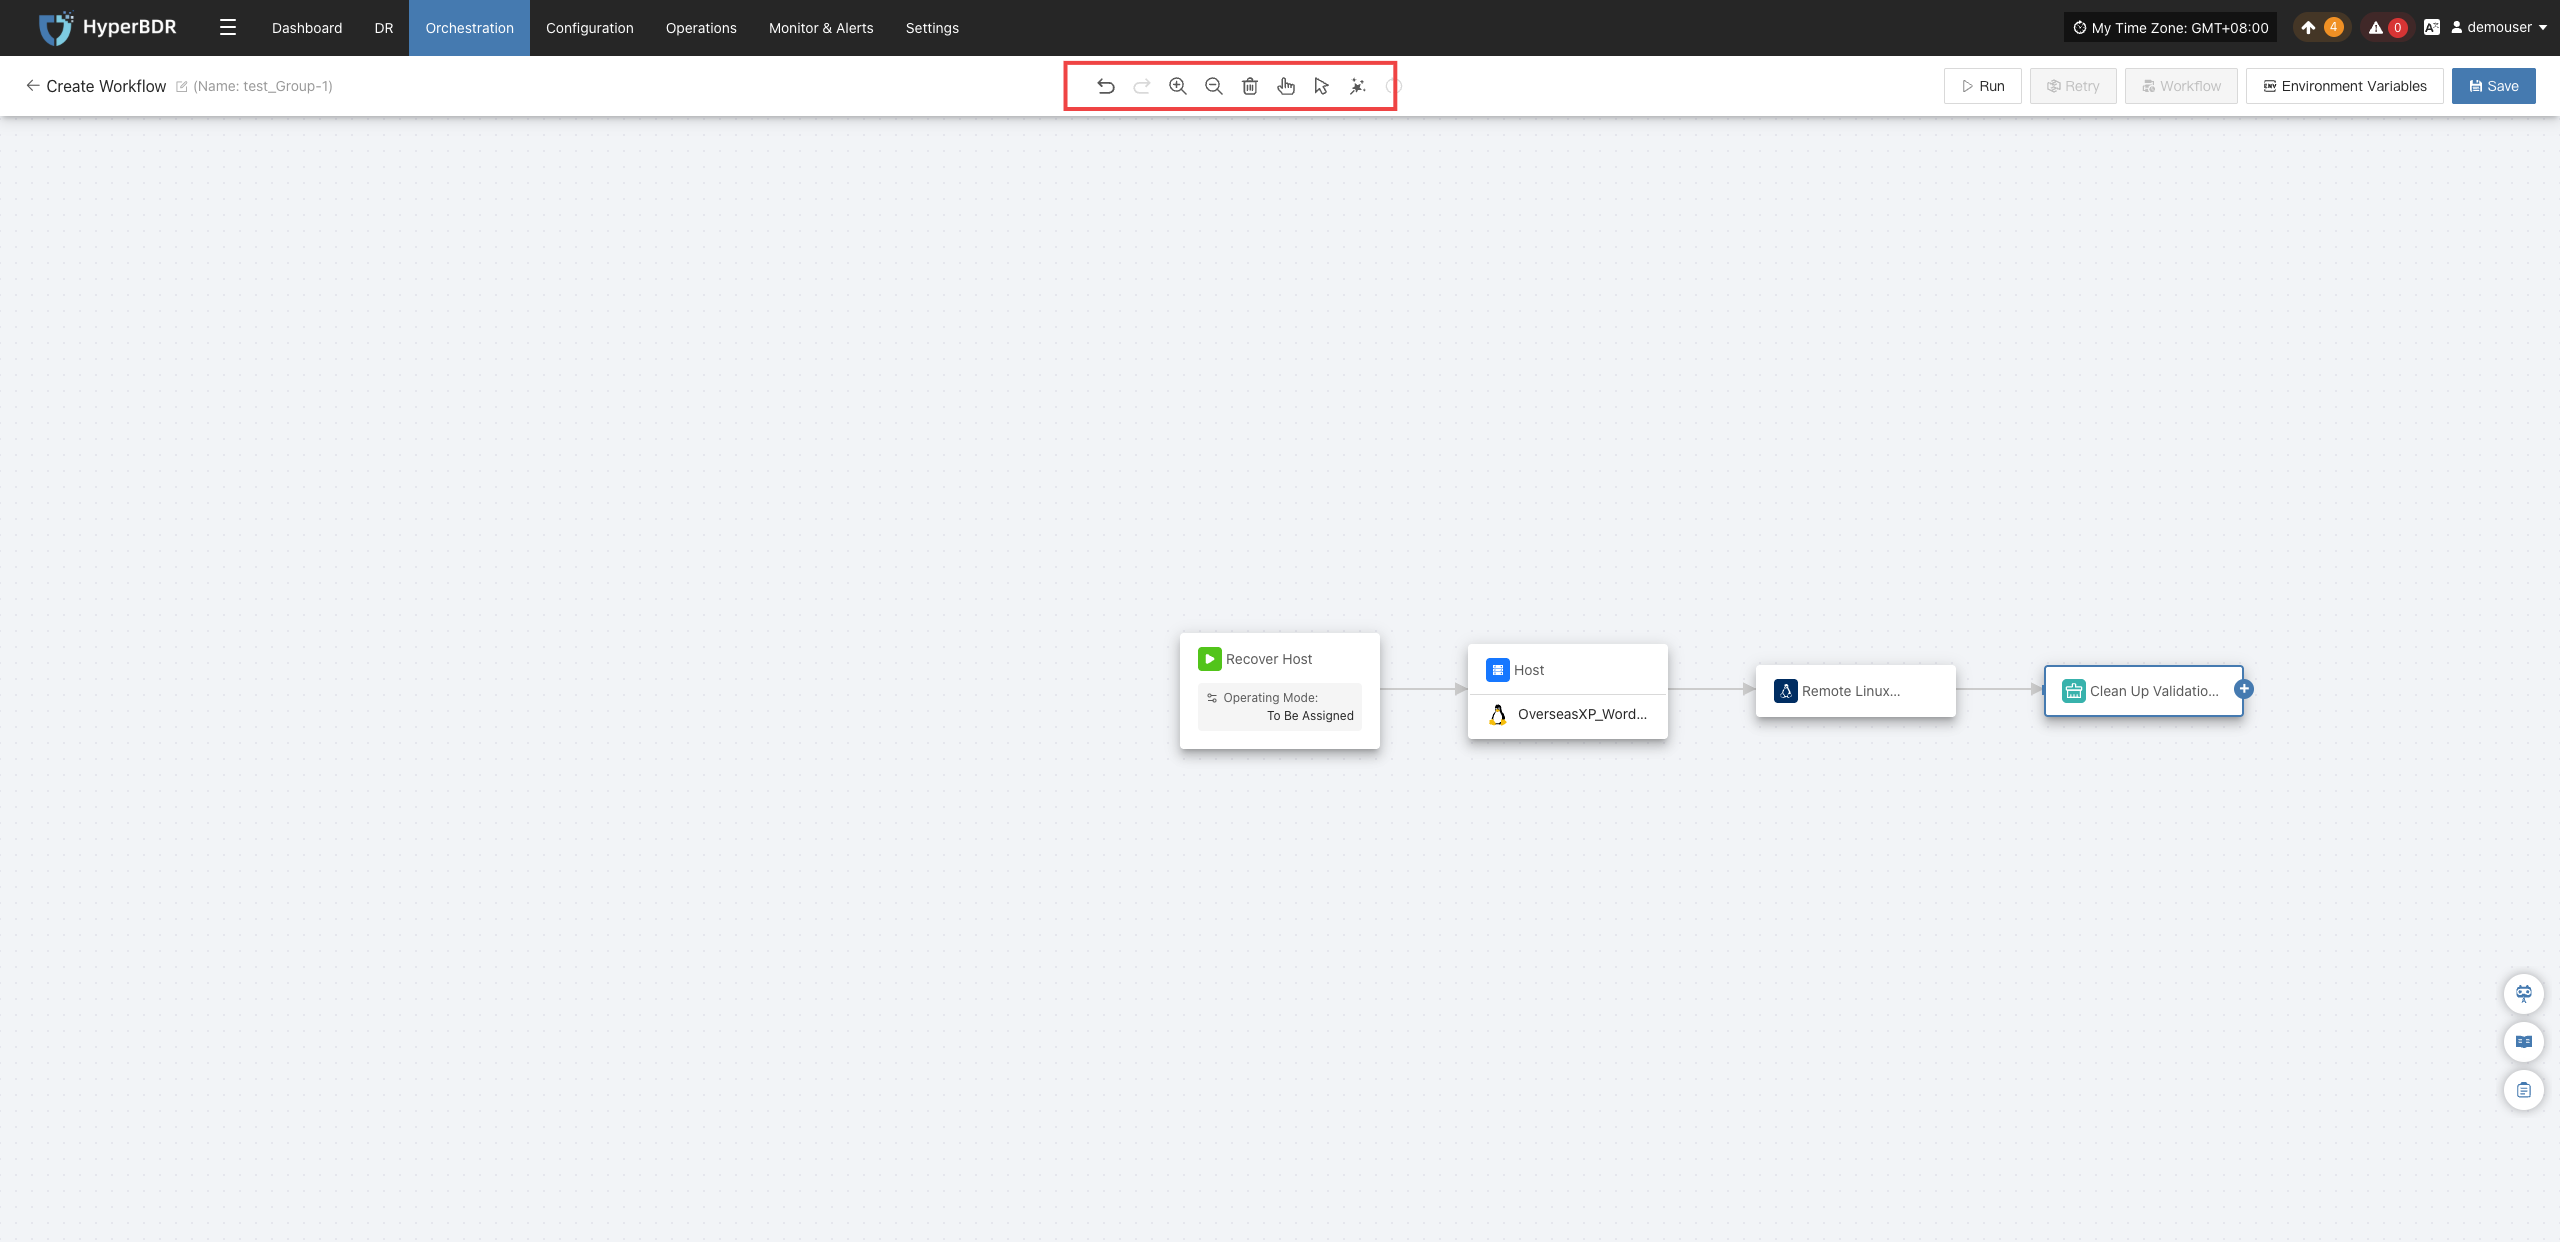 HyperBDR
Dashboard
DR
Orchestration
Configuration
Operations
Monitor & Alerts
Settings
My Time Zone: GMT+08:00
4
0
demouser
Create Workflow
(Name: test_Group-1)
Run
Retry
Workflow
Environment Variables
Save
Recover Host
Operating Mode:
To Be Assigned
Host
OverseasXP_Word...
Remote Linux...
Clean Up Validatio...